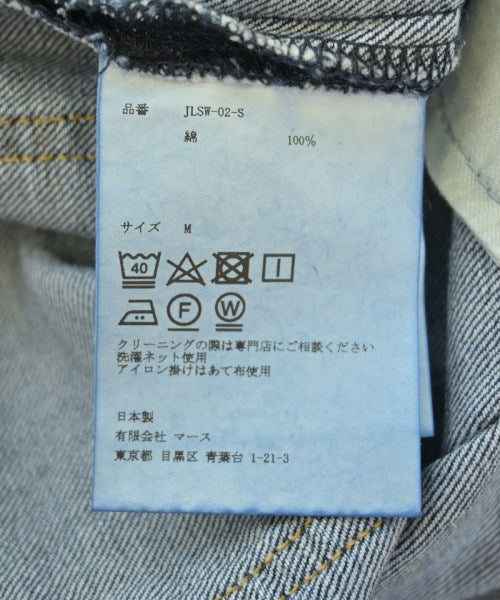 品番 JLSW-02-S
綿 100%
サイズ M
40
F W
クリーニングの際は専門店にご相談ください
洗濯ネット使用
アイロン掛けはあて布使用
日本製
有限会社 マース
東京都 目黒区 青葉台 1-21-3